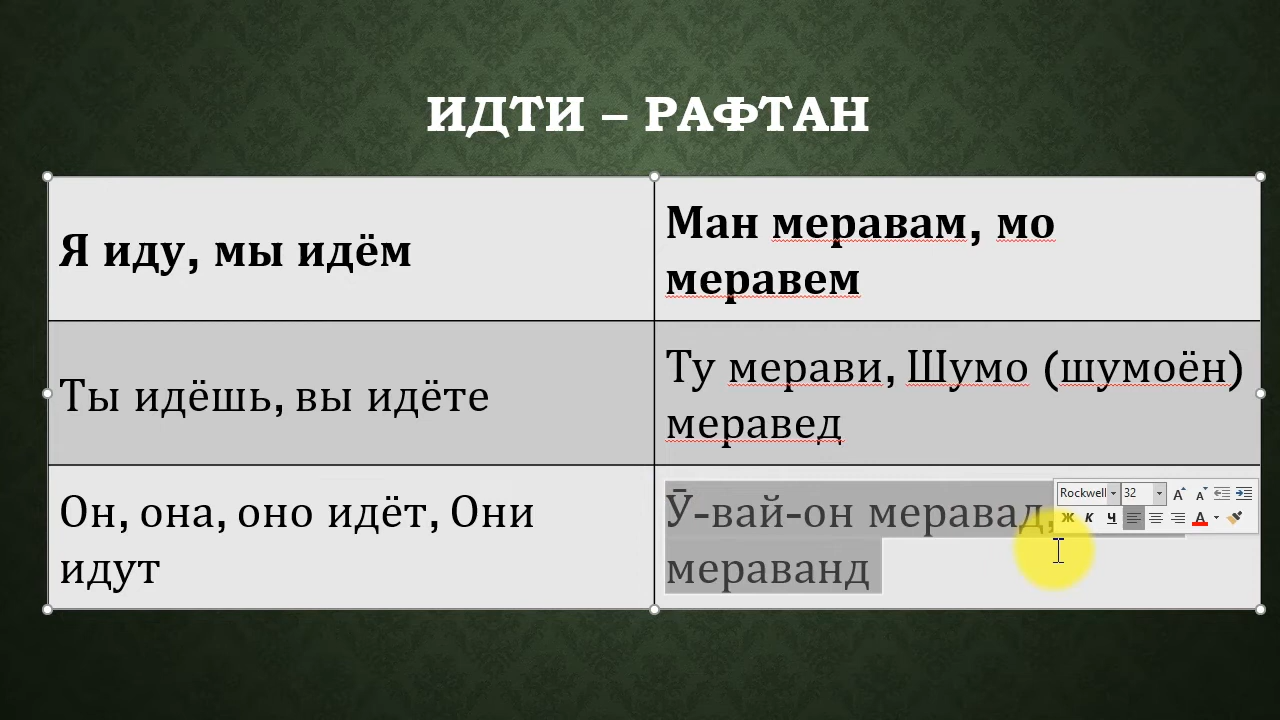 ИДТИ – РАФТАН
Я иду, мы идём
Ман меравам, мо
меравем
Ты идёшь, вы идёте
Ту мерави, Шумо (шумоён)
меравед
Он, она, оно идёт, Они
идут
Ӯ-вай-он меравад,
мераванд
Rockwell 32
Ж К Ч А